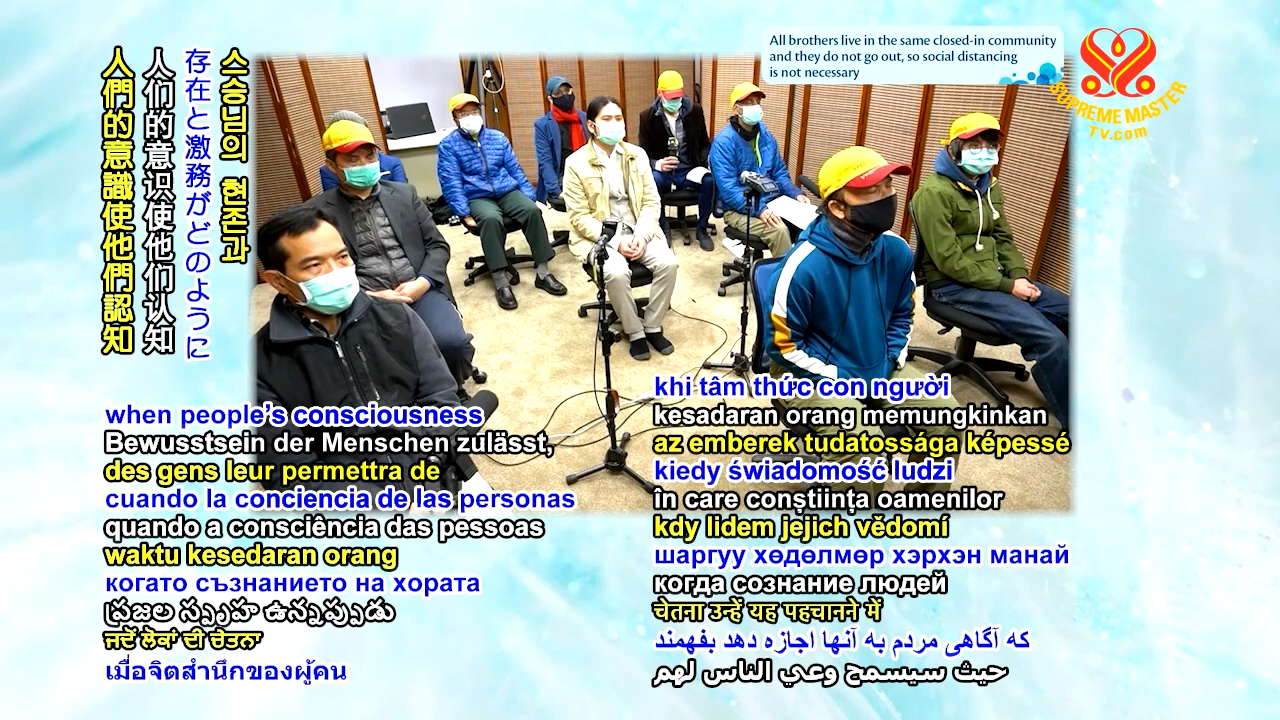 All brothers live in the same closed-in community
and they do not go out, so social distancing
is not necessary
SUPREME MASTER
TV.com
스승님의 현존과
存在と激務がどのように
人们的意识使他们认知
人們的意識使他們認知
when people's consciousness
Bewusstsein der Menschen zulässt,
des gens leur permettra de
cuando la conciencia de las personas
quando a consciência das pessoas
waktu kesedaran orang
когато съзнанието на хората
ప్రజల స్పృహ ఉన్నప్పుడు
ਜਦੋਂ ਲੋਕਾਂ ਦੀ ਚੇਤਨਾ
เมื่อจิตสำนึกของผู้คน
khi tâm thức con người
kesadaran orang memungkinkan
az emberek tudatossága képessé
kiedy świadomość ludzi
în care conștiința oamenilor
kdy lidem jejich vědomí
шаргуу хөдөлмөр хэрхэн манай
когда сознание людей
चेतना उन्हें यह पहचानने में
که آگاهی مردم به آنها اجازه دهد بفهمند
حيث سيسمح وعي الناس لهم